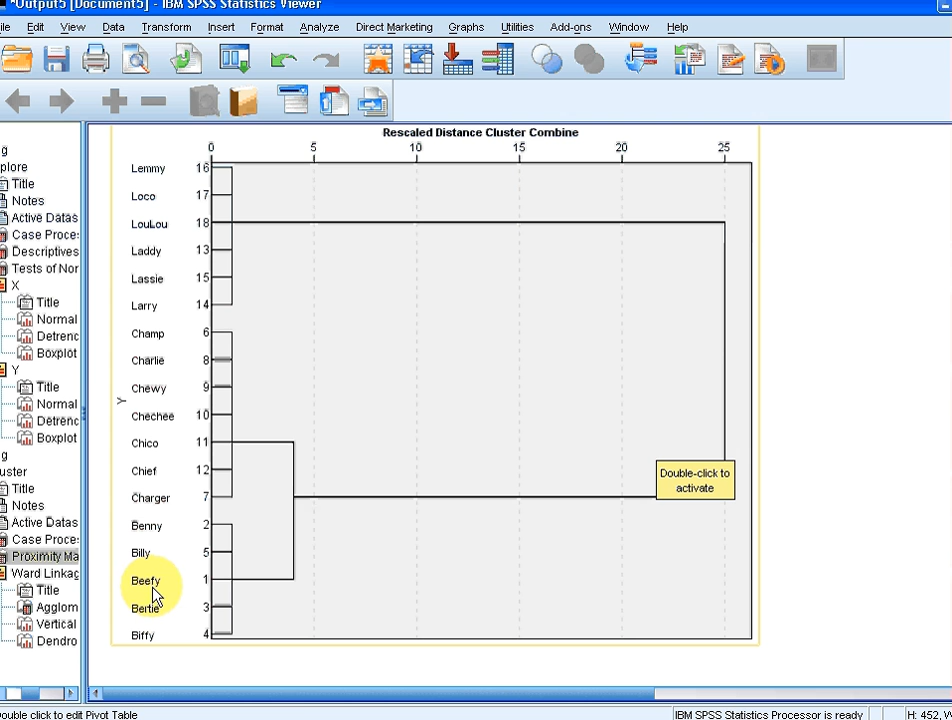 *Output5 [Document5] - IBM SPSS Statistics Viewer
ile Edit View Data Transform Insert Format Analyze Direct Marketing Graphs Utilities Add-ons Window Help
g
plore
Title
Notes
Active Datas
Case Proce:
Descriptives
Tests of Nor
X
Title
Normal
Detrenc
Boxplot
Y
Title
Normal
Detrenc
Boxplot
g
uster
Title
Notes
Active Datas
Case Proce:
Proximity Ma
Ward Linkag
Title
Agglom
Vertical
Dendro
Rescaled Distance Cluster Combine
0 5 10 15 20 25
Y
Lemmy 16
Loco 17
LouLou 18
Laddy 13
Lassie 15
Larry 14
Champ 6
Charlie 8
Chewy 9
Chechee 10
Chico 11
Chief 12
Charger 7
Benny 2
Billy 5
Beefy 1
Bertie 3
Biffy 4
Double-click to
activate
ouble click to edit Pivot Table
IBM SPSS Statistics Processor is ready
H: 452, W